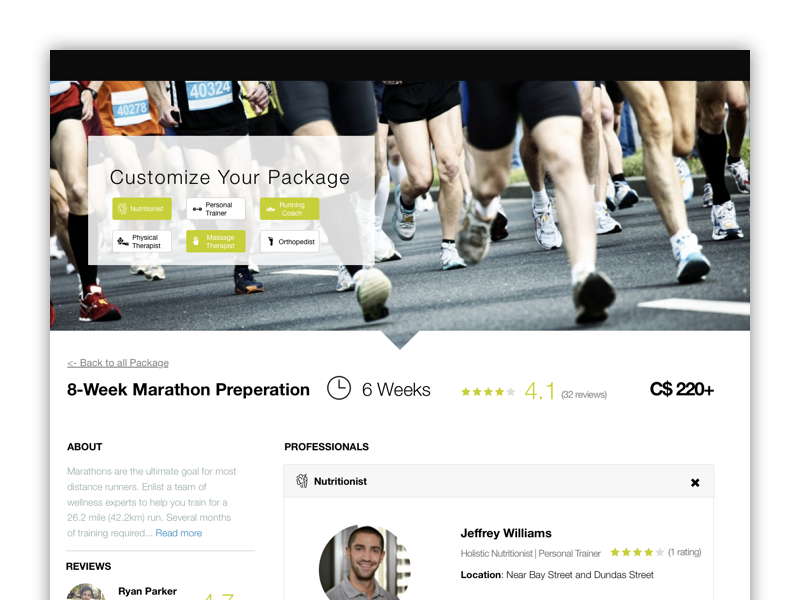 40324
40278
Customize Your Package
Nutritionist
Personal
Trainer
Running
Coach
Physical
Therapist
Massage
Therapist
Orthopedist
<- Back to all Package
8-Week Marathon Preperation
6 Weeks
4.1 (32 reviews)
C$ 220+
ABOUT
Marathons are the ultimate goal for most
distance runners. Enlist a team of
wellness experts to help you train for a
26.2 mile (42.2km) run. Several months
of training required... Read more
REVIEWS
Ryan Parker
4.7
PROFESSIONALS
Nutritionist
Jeffrey Williams
Holistic Nutritionist | Personal Trainer
(1 rating)
Location: Near Bay Street and Dundas Street